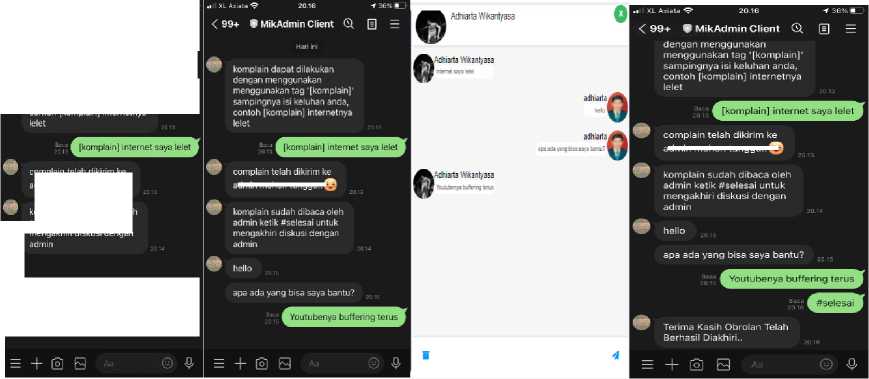 lelet
20.13
Baca
20.13
[komplain] internet saya lelet
complain telah dikirim ke
20.13
mengakhiri diskusi dengan
admin
20.14
Aa
XL Axiata
20.16
36%
99+
MikAdmin Client
Hari ini
komplain dapat dilakukan
dengan menggunakan
menggunakan tag '[komplain]'
sampingnya isi keluhan anda,
contoh [komplain] internetnya
lelet
20.13
Baca
20.13
[komplain] internet saya lelet
complain telah dikirim ke
20.13
komplain sudah dibaca oleh
admin ketik #selesai untuk
mengakhiri diskusi dengan
admin
20.14
hello
20.15
apa ada yang bisa saya bantu?
20.15
Baca
20.15
Youtubenya buffering terus
Aa
Adhiarta Wikantyasa
X
Adhiarta Wikantyasa
internet saya lelet
adhiarta
hello
adhiarta
apa ada yang bisa saya bantu?
Adhiarta Wikantyasa
Youtubenya buffering terus
XL Axiata
20.16
36%
99+
MikAdmin Client
dengan menggunakan
menggunakan tag '[komplain]'
sampingnya isi keluhan anda,
contoh [komplain] internetnya
lelet
20.13
Baca
20.13
[komplain] internet saya lelet
complain telah dikirim ke
20.13
komplain sudah dibaca oleh
admin ketik #selesai untuk
mengakhiri diskusi dengan
admin
20.14
hello
20.15
apa ada yang bisa saya bantu?
20.15
Baca
20.15
Youtubenya buffering terus
Baca
20.16
#selesai
Terima Kasih Obrolan Telah
Berhasil Diakhiri..
20.16
Aa